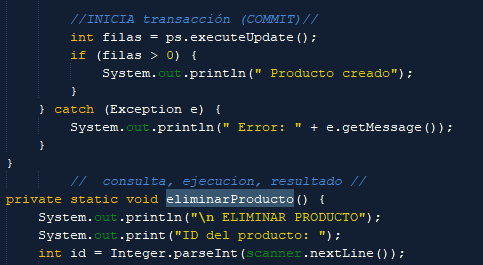 //INICIA transacción (COMMIT)//
int filas = ps.executeUpdate();
if (filas > 0) {
System.out.println(" Producto creado");
}
} catch (Exception e) {
System.out.println(" Error: " + e.getMessage());
}
}
// consulta, ejecucion, resultado //
private static void eliminarProducto() {
System.out.println("\n ELIMINAR PRODUCTO");
System.out.print("ID del producto: ");
int id = Integer.parseInt(scanner.nextLine());